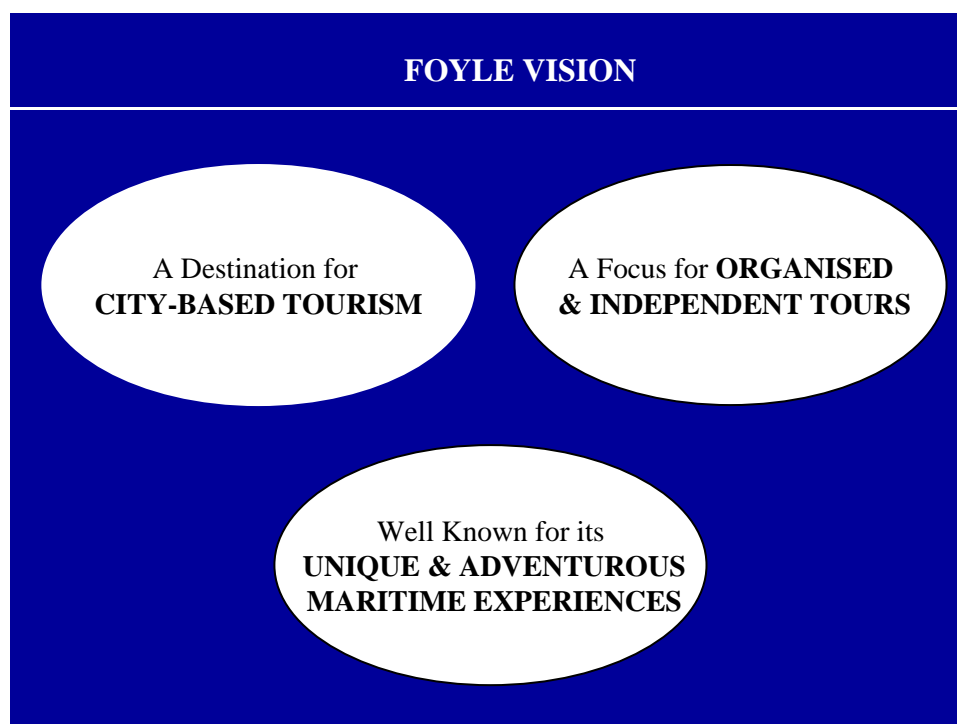 FOYLE VISION
A Destination for
CITY-BASED TOURISM
A Focus for ORGANISED
& INDEPENDENT TOURS
Well Known for its
UNIQUE & ADVENTUROUS
MARITIME EXPERIENCES